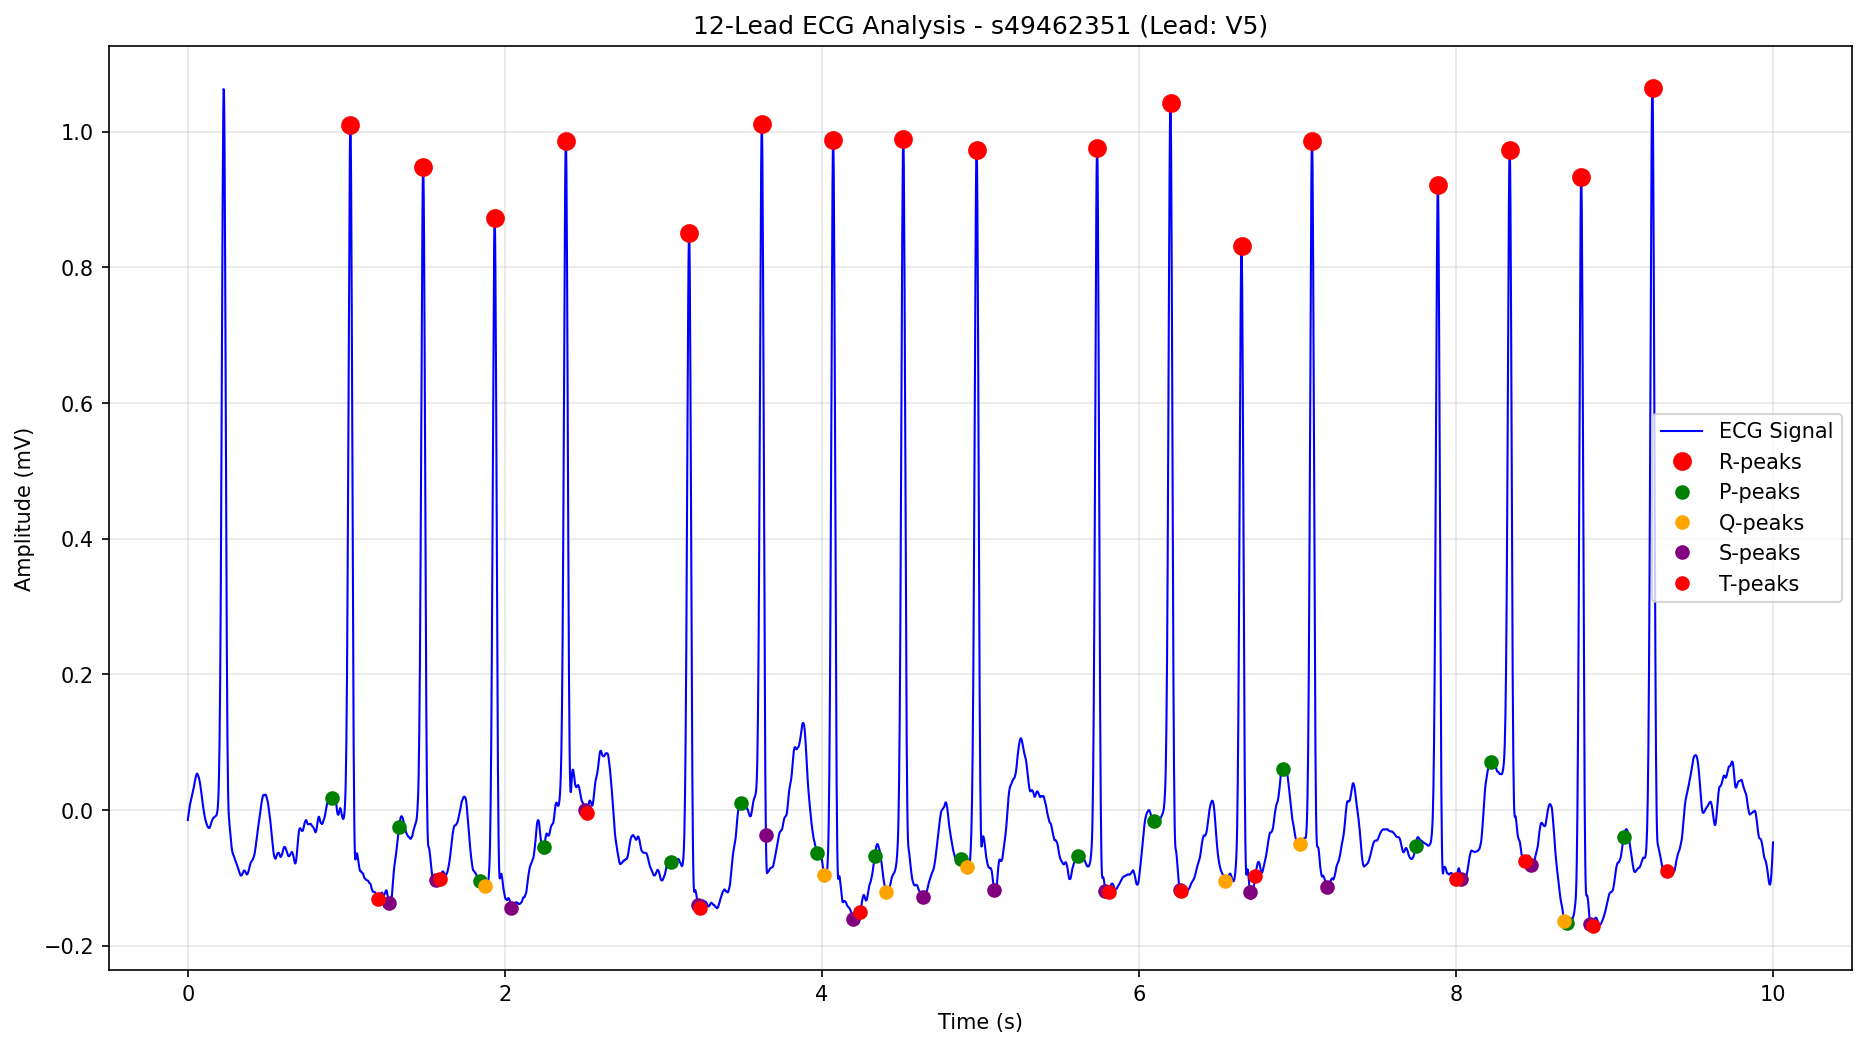 12-Lead ECG Analysis - s49462351 (Lead: V5)
Amplitude (mV)
1.0
0.8
0.6
0.4
0.2
0.0
−0.2
ECG Signal
R-peaks
P-peaks
Q-peaks
S-peaks
T-peaks
0 2 4 6 8 10
Time (s)